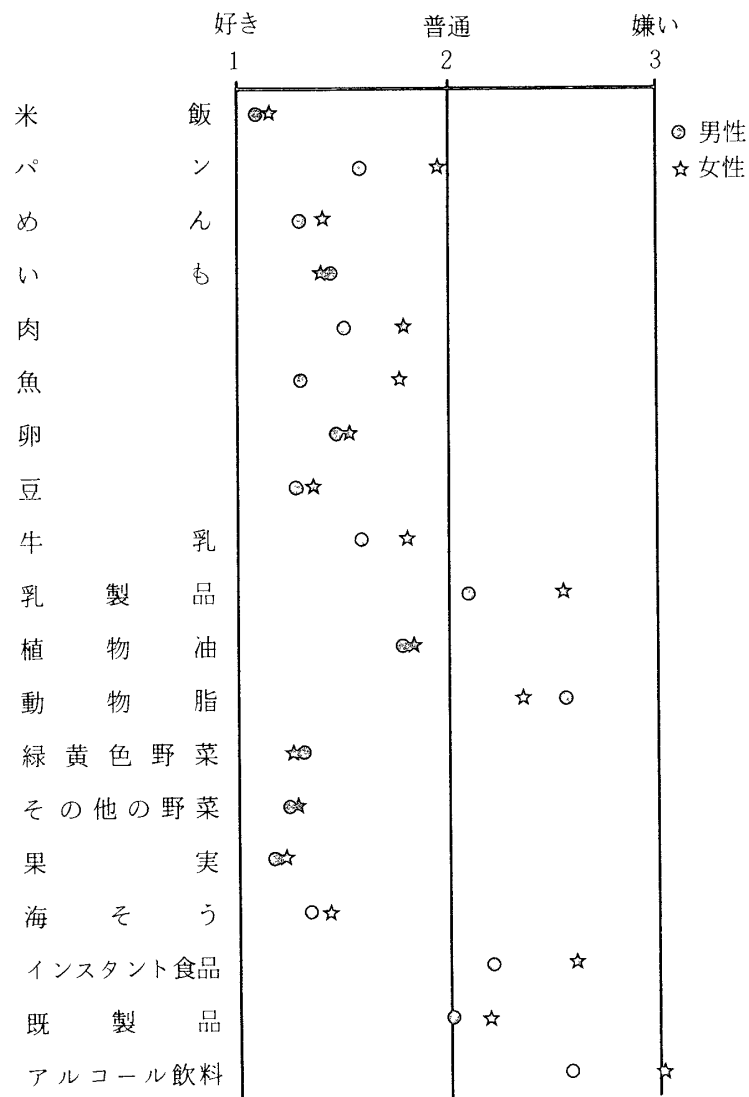 好き 普通 嫌い
1 2 3
米飯
パン
めん
いも
肉
魚
卵
豆
牛乳
乳製品
植物油
動物脂
緑黄色野菜
その他の野菜
果実
海そう
インスタント食品
既製品
アルコール飲料
男性
女性